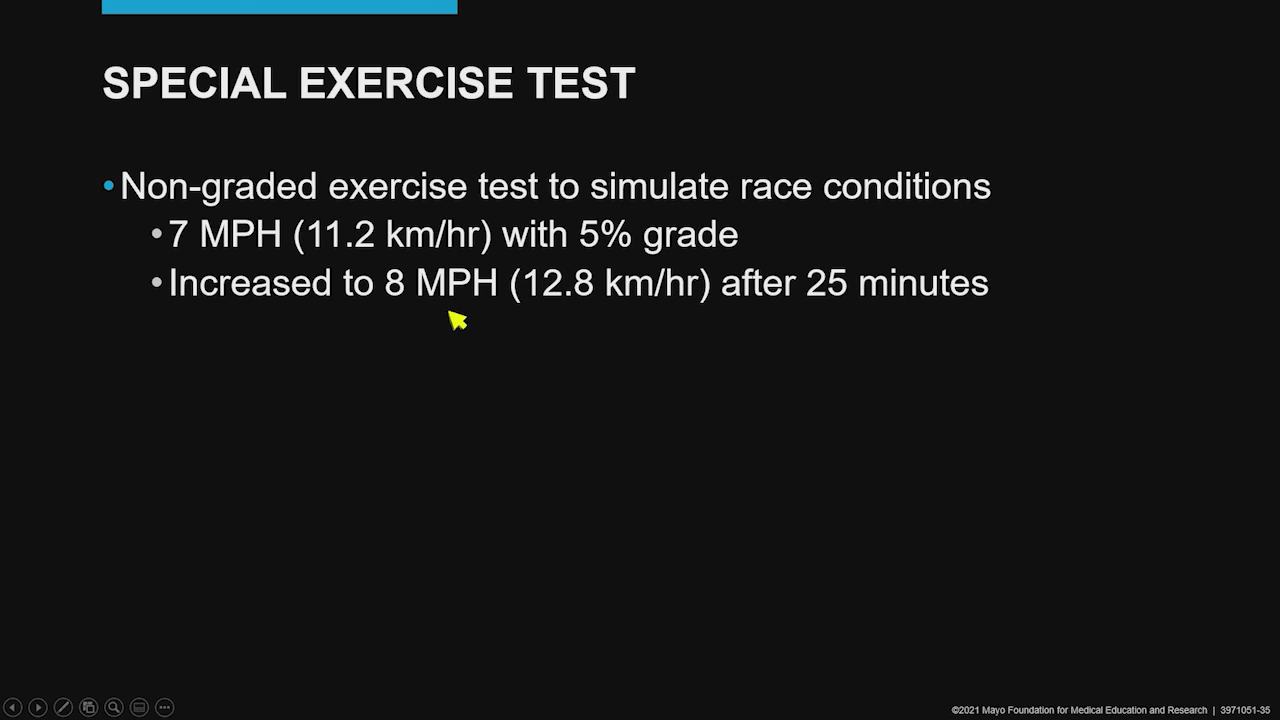 SPECIAL EXERCISE TEST
•Non-graded exercise test to simulate race conditions
•7 MPH (11.2 km/hr) with 5% grade
•Increased to 8 MPH (12.8 km/hr) after 25 minutes
©2021 Mayo Foundation for Medical Education and Research | 3971051-35